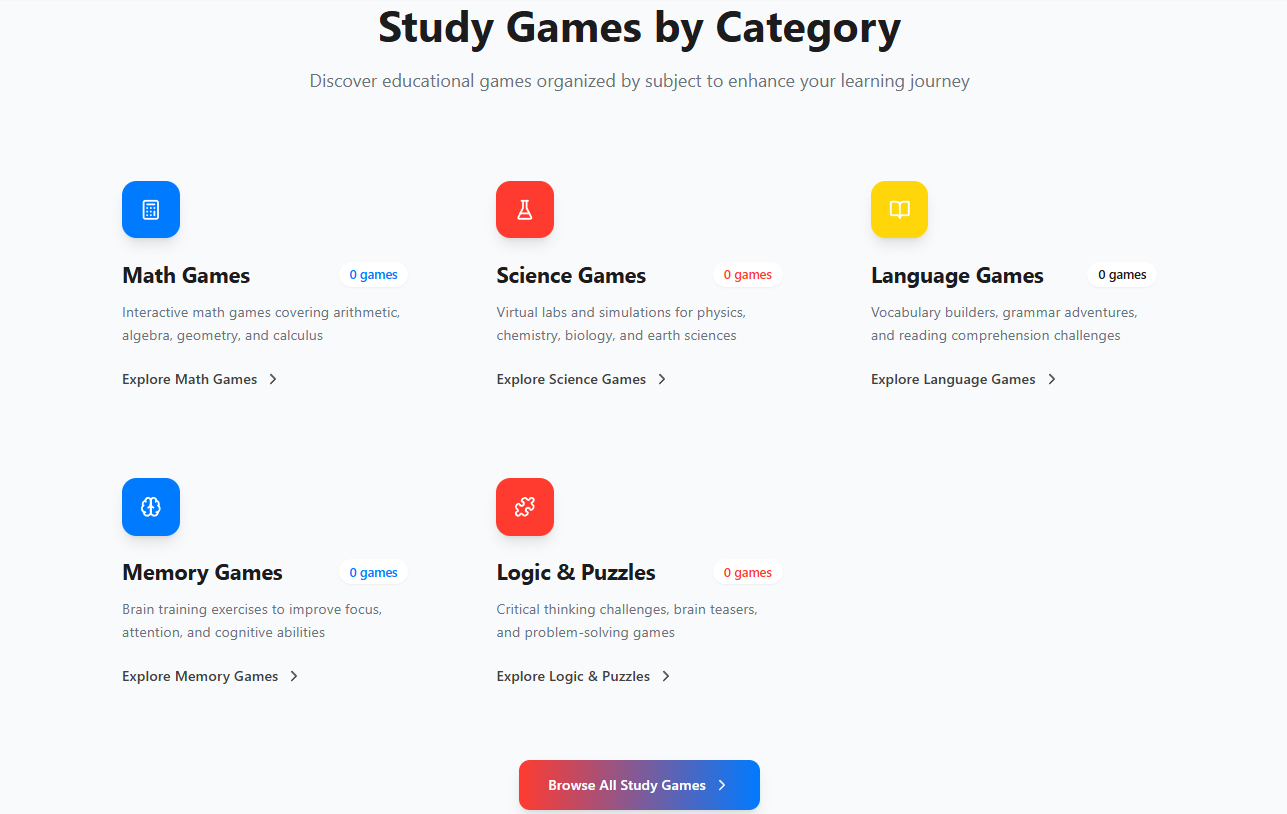 Study Games by Category
Discover educational games organized by subject to enhance your learning journey
Math Games
0 games
Interactive math games covering arithmetic,
algebra, geometry, and calculus
Explore Math Games
Science Games
0 games
Virtual labs and simulations for physics,
chemistry, biology, and earth sciences
Explore Science Games
Language Games
0 games
Vocabulary builders, grammar adventures,
and reading comprehension challenges
Explore Language Games
Memory Games
0 games
Brain training exercises to improve focus,
attention, and cognitive abilities
Explore Memory Games
Logic & Puzzles
0 games
Critical thinking challenges, brain teasers,
and problem-solving games
Explore Logic & Puzzles
Browse All Study Games